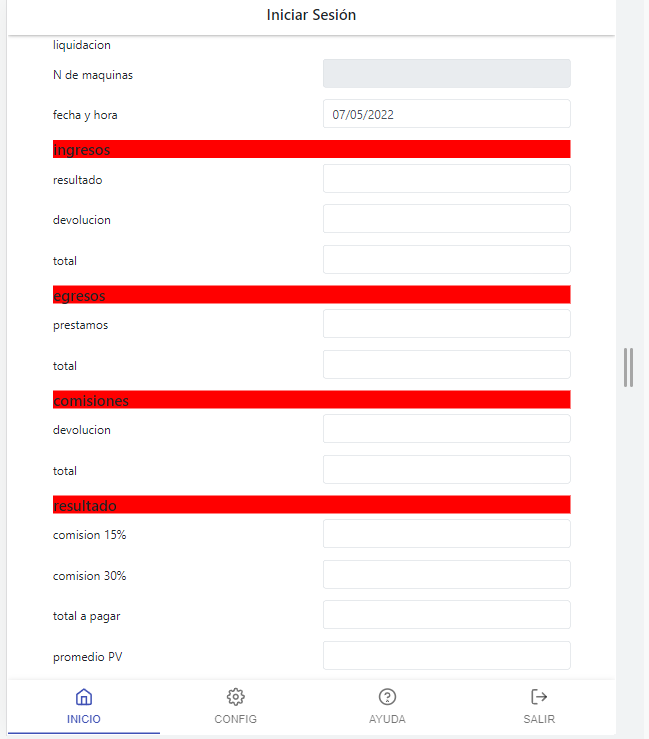 Iniciar Sesión
liquidacion
N de maquinas
fecha y hora 07/05/2022
ingresos
resultado
devolucion
total
egresos
prestamos
total
comisiones
devolucion
total
resultado
comision 15%
comision 30%
total a pagar
promedio PV
INICIO CONFIG AYUDA SALIR